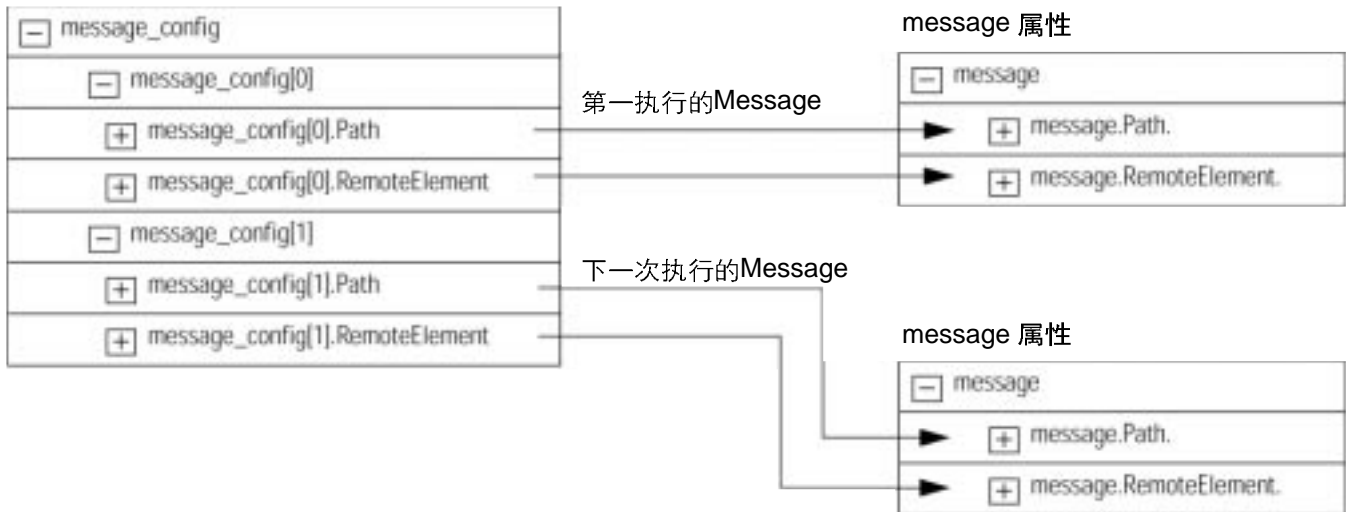 message_config
message_config[0]
message_config[0].Path
message_config[0].RemoteElement
message_config[1]
message_config[1].Path
message_config[1].RemoteElement
第一执行的Message
下一次执行的Message
message 属性
message
message.Path.
message.RemoteElement.
message 属性
message
message.Path.
message.RemoteElement.